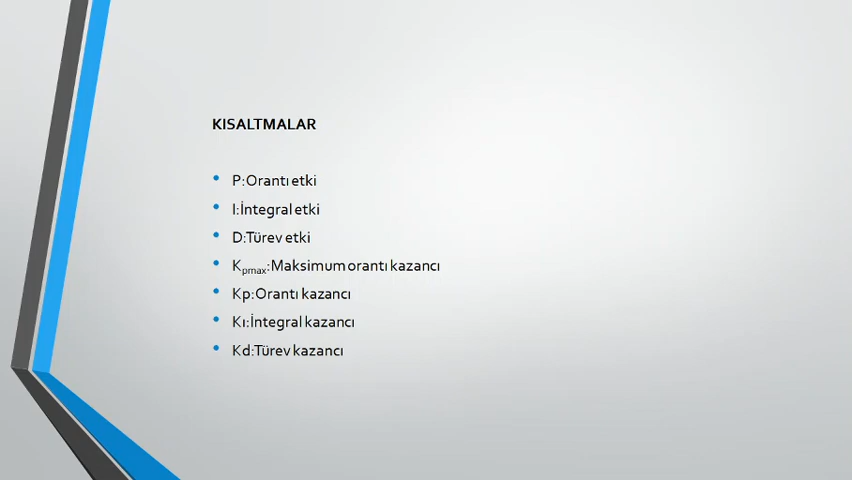 KISALTMALAR
• P:Orantı etki
• I:İntegral etki
• D:Türev etki
• Kpmax:Maksimum orantı kazancı
• Kp:Orantı kazancı
• Kı:İntegral kazancı
• Kd:Türev kazancı